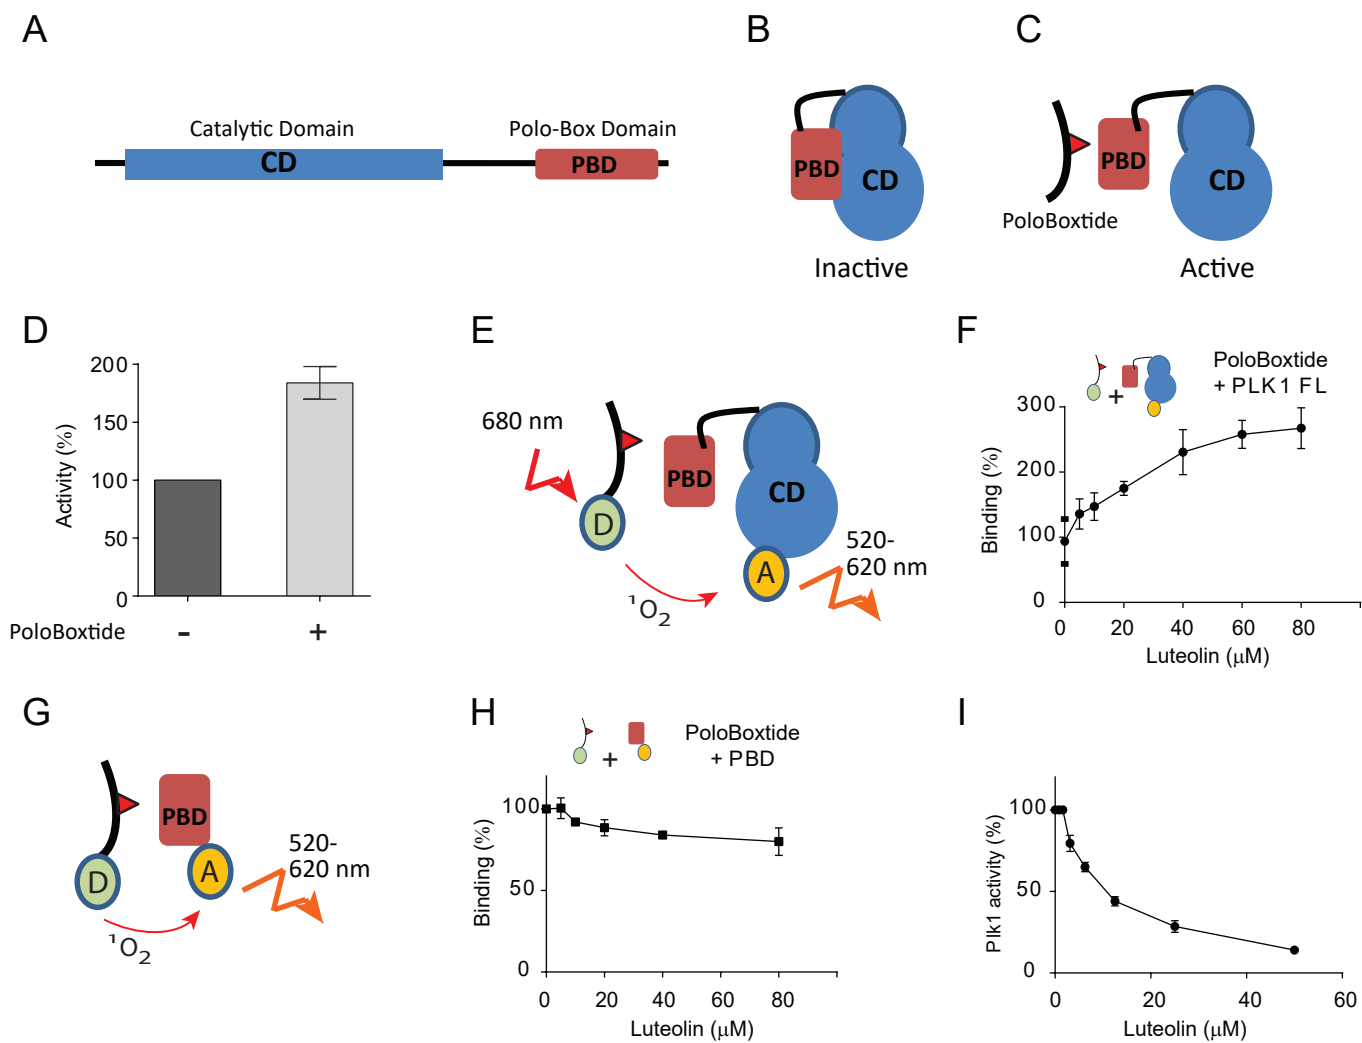 A
Catalytic Domain
CD
Polo-Box Domain
PBD
B
PBD
CD
Inactive
C
PBD
CD
PoloBoxtide
Active
D
Activity (%)
200
150
100
50
0
PoloBoxtide
-
+
E
680 nm
D
PBD
CD
A
¹O₂
520-
620 nm
F
PoloBoxtide
+ PLK1 FL
+
Binding (%)
300
200
100
0
0 20 40 60 80
Luteolin (μM)
G
PBD
D
A
¹O₂
520-
620 nm
H
+
PoloBoxtide
+ PBD
Binding (%)
100
50
0
0 20 40 60 80
Luteolin (μM)
I
Plk1 activity (%)
100
50
0
0 20 40 60
Luteolin (μM)